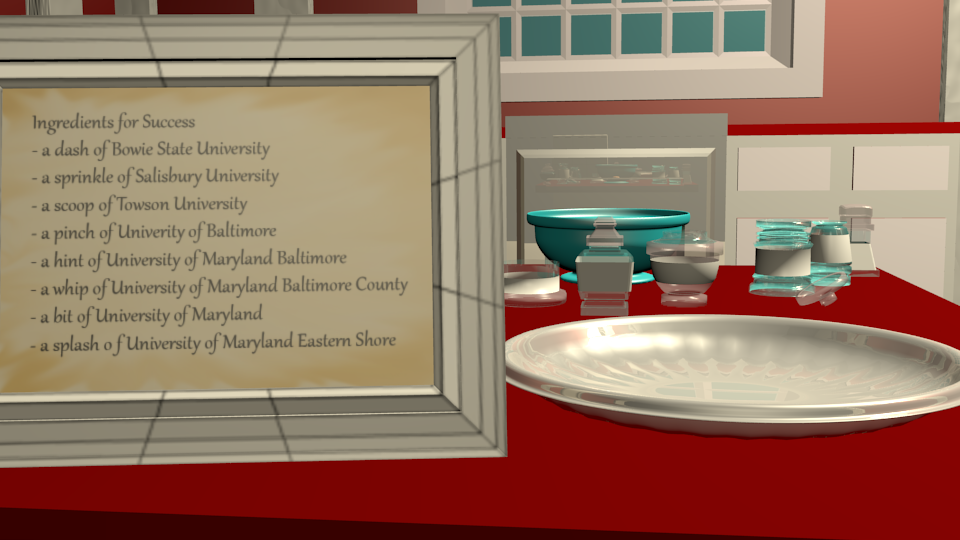 Ingredients for Success
- a dash of Bowie State University
- a sprinkle of Salisbury University
- a scoop of Towson University
- a pinch of Univerity of Baltimore
- a hint of University of Maryland Baltimore
- a whip of University of Maryland Baltimore County
- a bit of University of Maryland
- a splash o f University of Maryland Eastern Shore